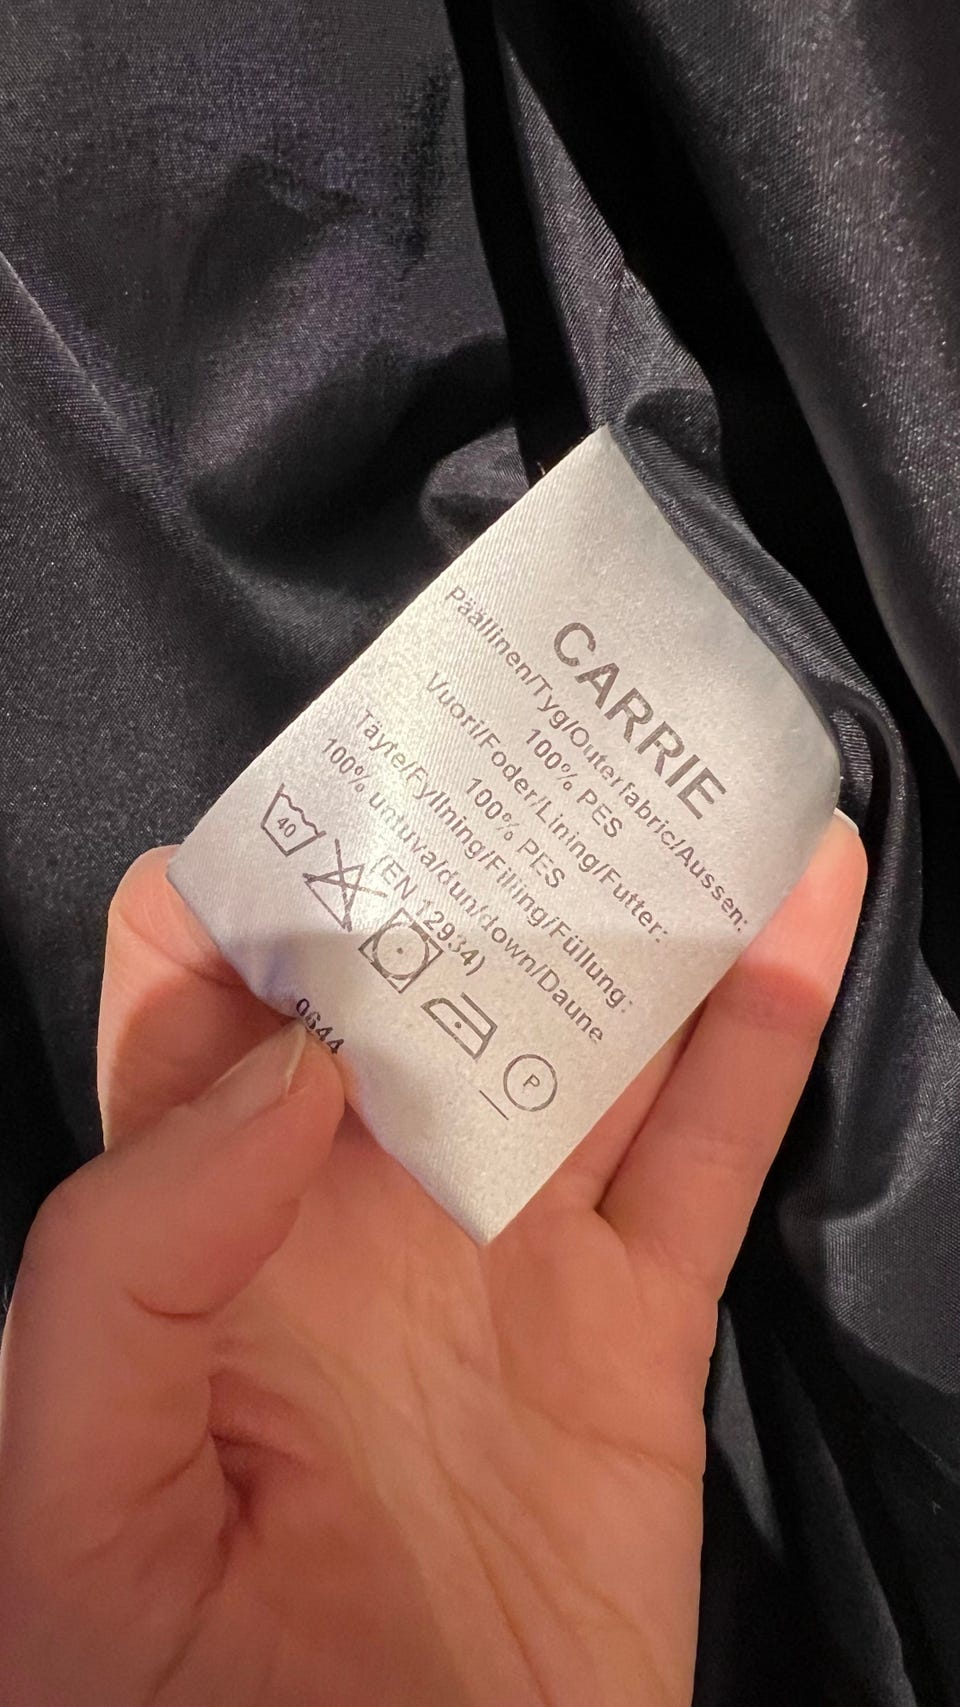 CARRIE
Päällinen/Tyg/Outerfabric/Aussen:
100% PES
Vuori/Foder/Lining/Futter:
100% PES
Täyte/Fyllning/Filling/Füllung:
100% untuva/dun/down/Daune
(EN 12934)
40
P
0644